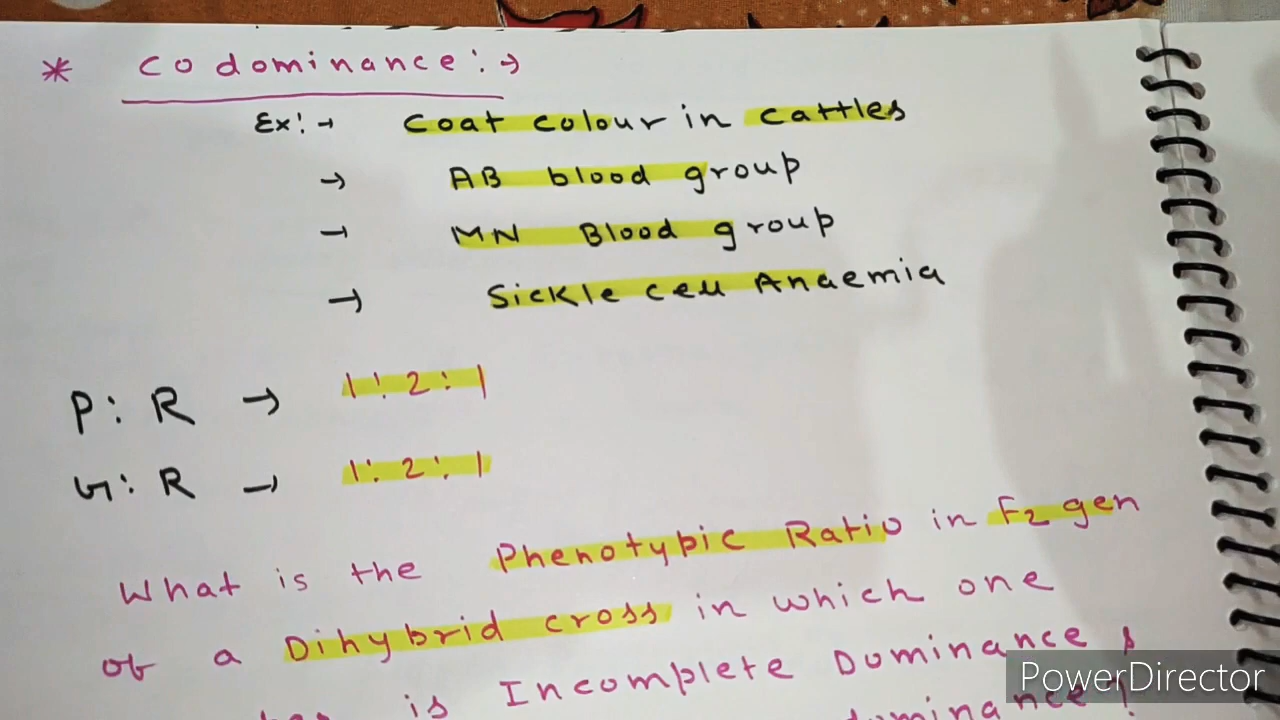 * Codominance:→
Ex:→ Coat colour in Cattles
→ AB blood group
→ MN Blood group
→ Sickle cell Anaemia
P:R → 1:2:1
G:R → 1:2:1
What is the Phenotypic Ratio in F2 gen
of a Dihybrid cross in which one
is Incomplete Dominance &
PowerDirector